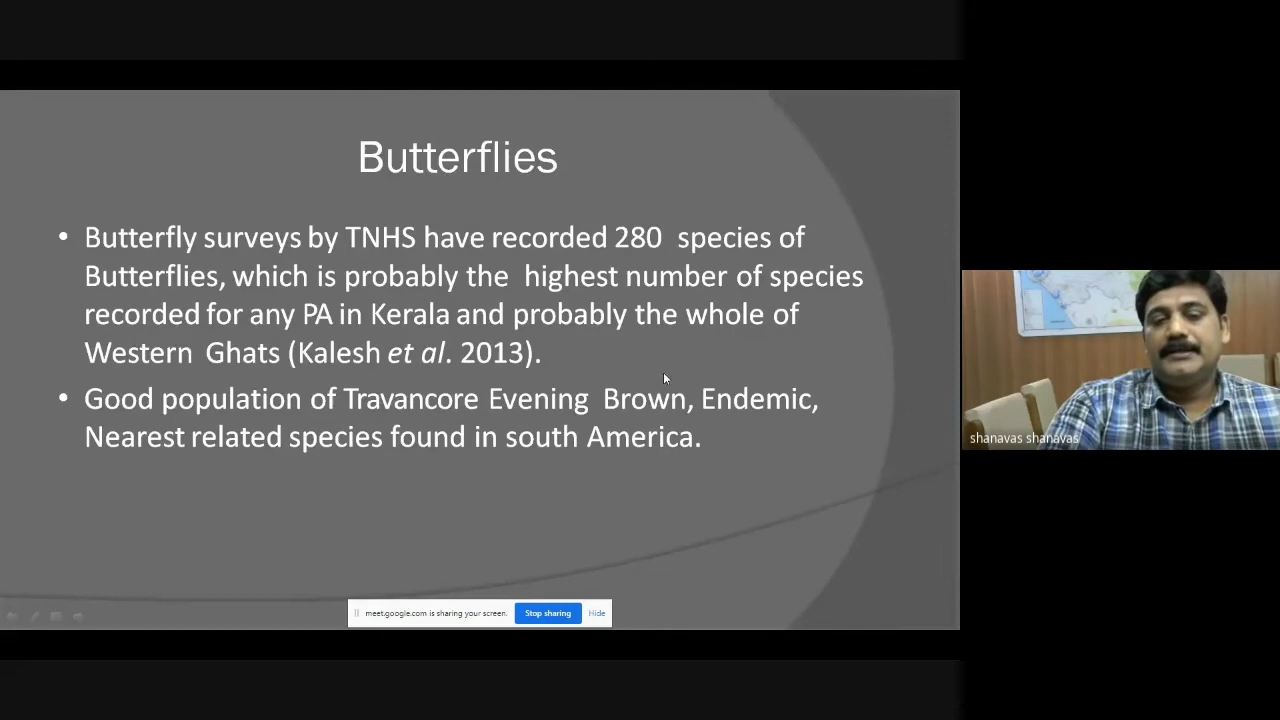 Butterflies
• Butterfly surveys by TNHS have recorded 280 species of
Butterflies, which is probably the highest number of species
recorded for any PA in Kerala and probably the whole of
Western Ghats (Kalesh et al. 2013).
• Good population of Travancore Evening Brown, Endemic,
Nearest related species found in south America.
meet.google.com is sharing your screen. Stop sharing Hide
shanavas shanavas